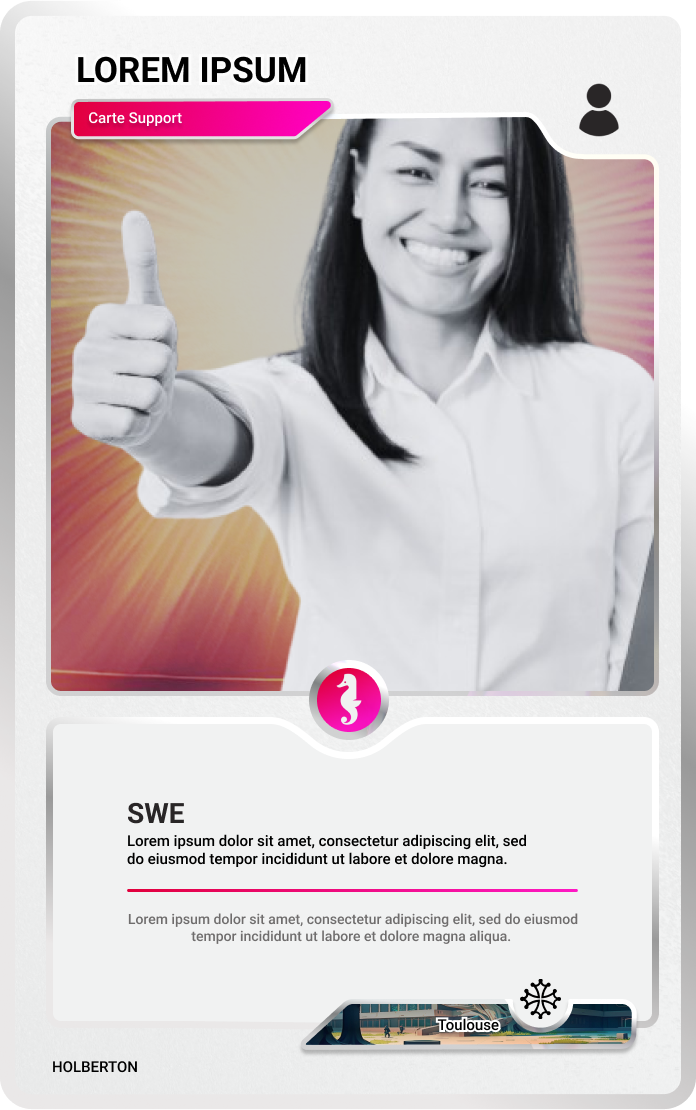 LOREM IPSUM
Carte Support
SWE
Lorem ipsum dolor sit amet, consectetur adipiscing elit, sed
do eiusmod tempor incididunt ut labore et dolore magna.
Lorem ipsum dolor sit amet, consectetur adipiscing elit, sed do eiusmod
tempor incididunt ut labore et dolore magna aliqua.
Toulouse
HOLBERTON